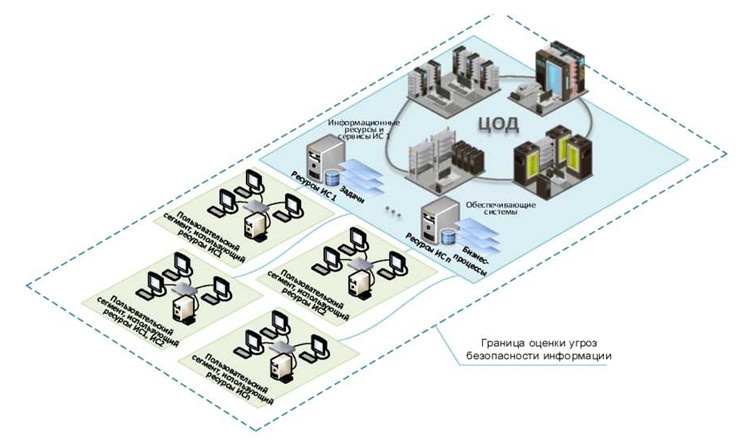 ЦОД
Информационные
ресурсы и
сервисы ИС 1
Ресурсы ИС 1
Задачи
Обеспечивающие
системы
Ресурсы ИС n
Бизнес-
процессы
Пользовательский
сегмент, использующий
ресурсы ИС1
Пользовательский
сегмент, использующий
ресурсы ИС2
Пользовательский
сегмент, использующий
ресурсы ИС1, ИС2
Пользовательский
сегмент, использующий
ресурсы ИСn
Граница оценки угроз
безопасности информации